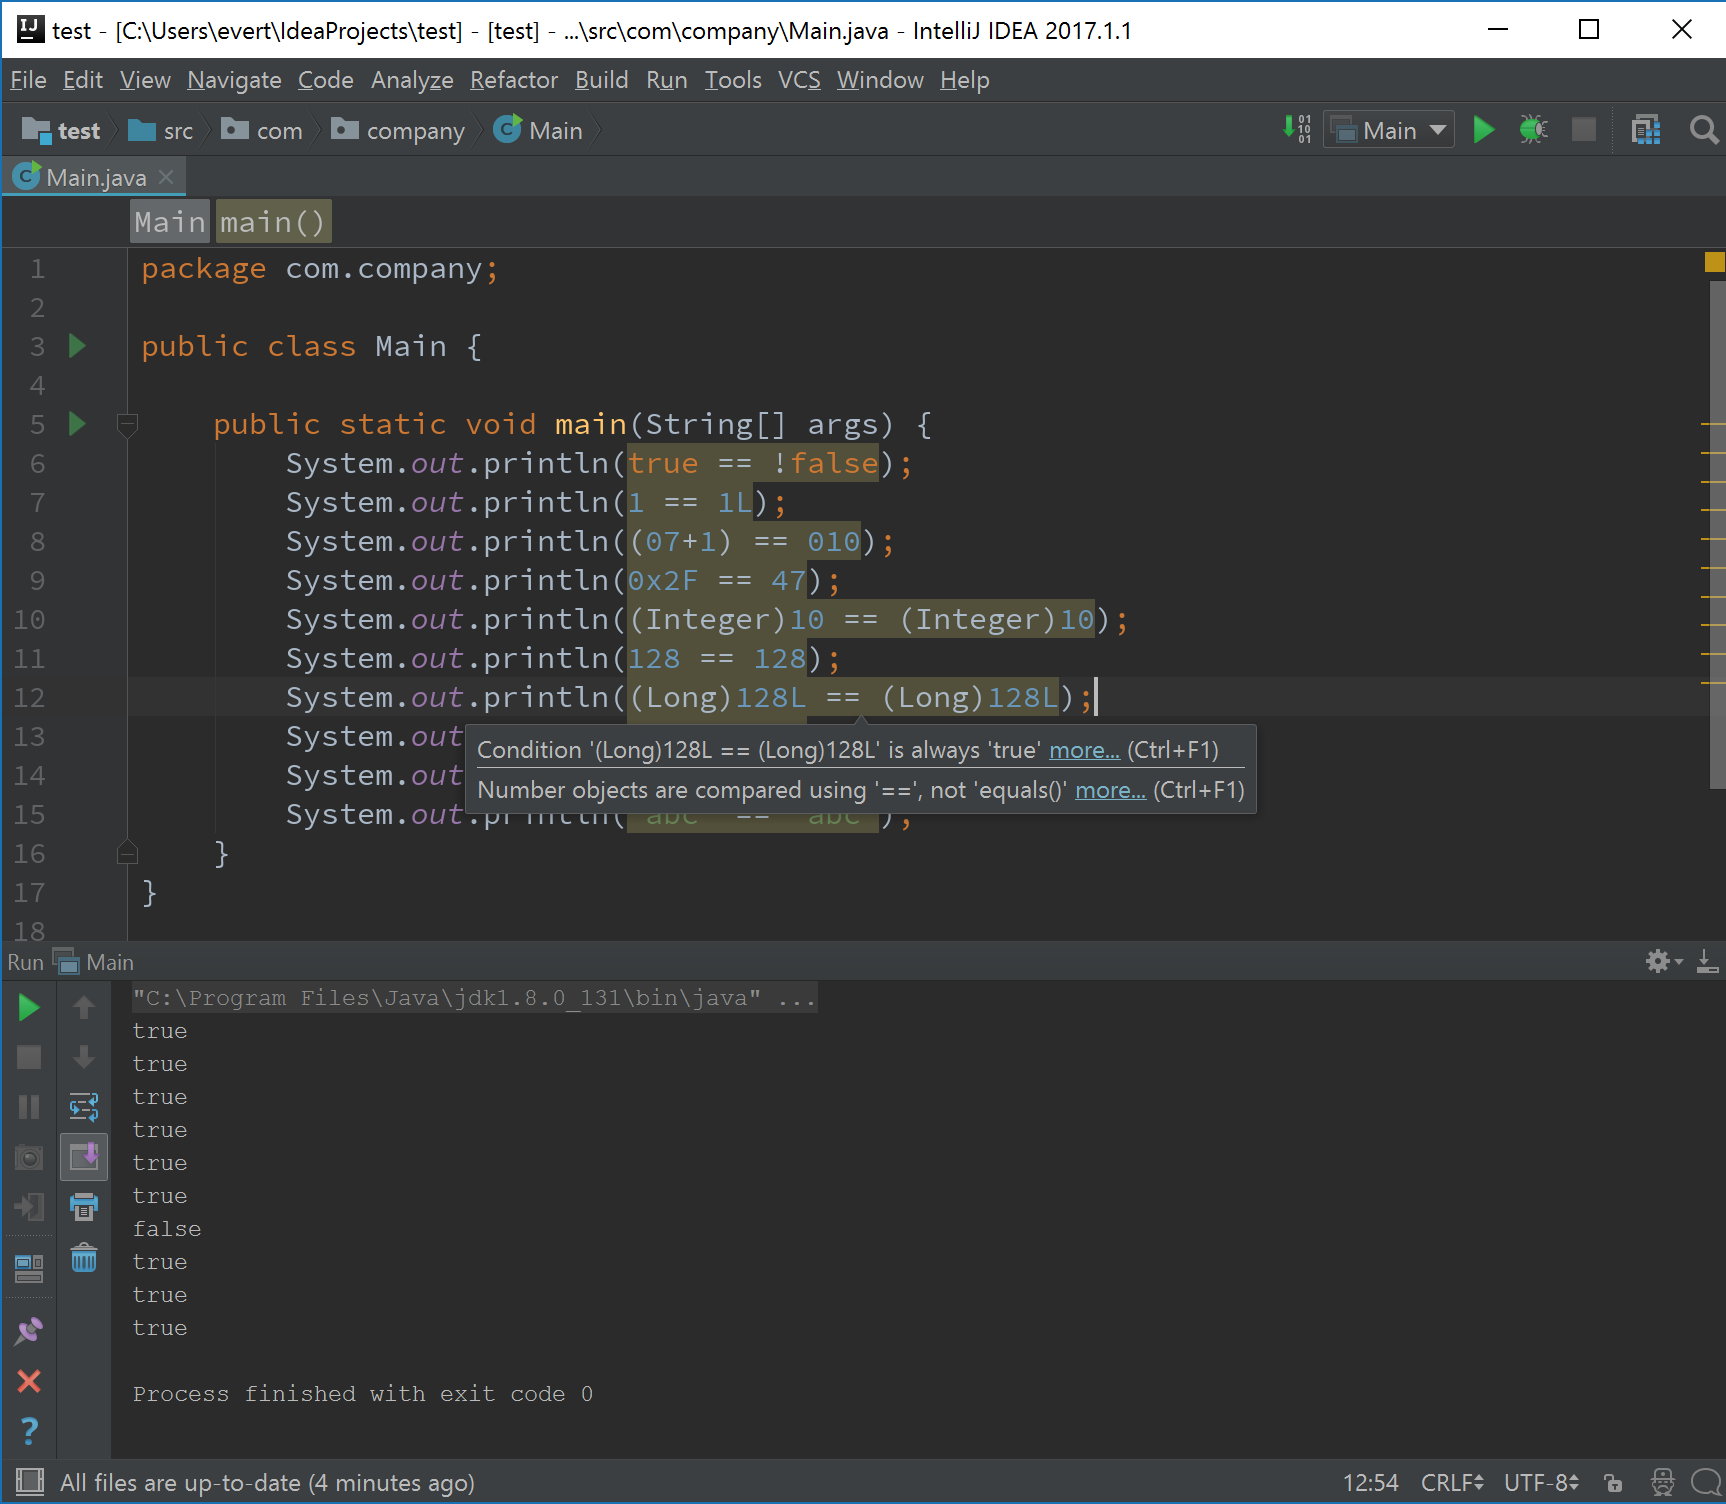 test - [C:\Users\evert\IdeaProjects\test] - [test] - ...\src\com\company\Main.java - IntelliJ IDEA 2017.1.1
File Edit View Navigate Code Analyze Refactor Build Run Tools VCS Window Help
test src com company Main Main
Main.java
Main main()
1 package com.company;
2
3 public class Main {
4
5 public static void main(String[] args) {
6 System.out.println(true == !false);
7 System.out.println(1 == 1L);
8 System.out.println((07+1) == 010);
9 System.out.println(0x2F == 47);
10 System.out.println((Integer)10 == (Integer)10);
11 System.out.println(128 == 128);
12 System.out.println((Long)128L == (Long)128L);
13 System.out
Condition '(Long)128L == (Long)128L' is always 'true' more... (Ctrl+F1)
14 System.out
Number objects are compared using '==', not 'equals()' more... (Ctrl+F1)
15 System.out.println("abc" == "abc");
16 }
17 }
18
Run Main
"C:\Program Files\Java\jdk1.8.0_131\bin\java" ...
true
true
true
true
true
true
false
true
true
true
Process finished with exit code 0
All files are up-to-date (4 minutes ago) 12:54 CRLF UTF-8